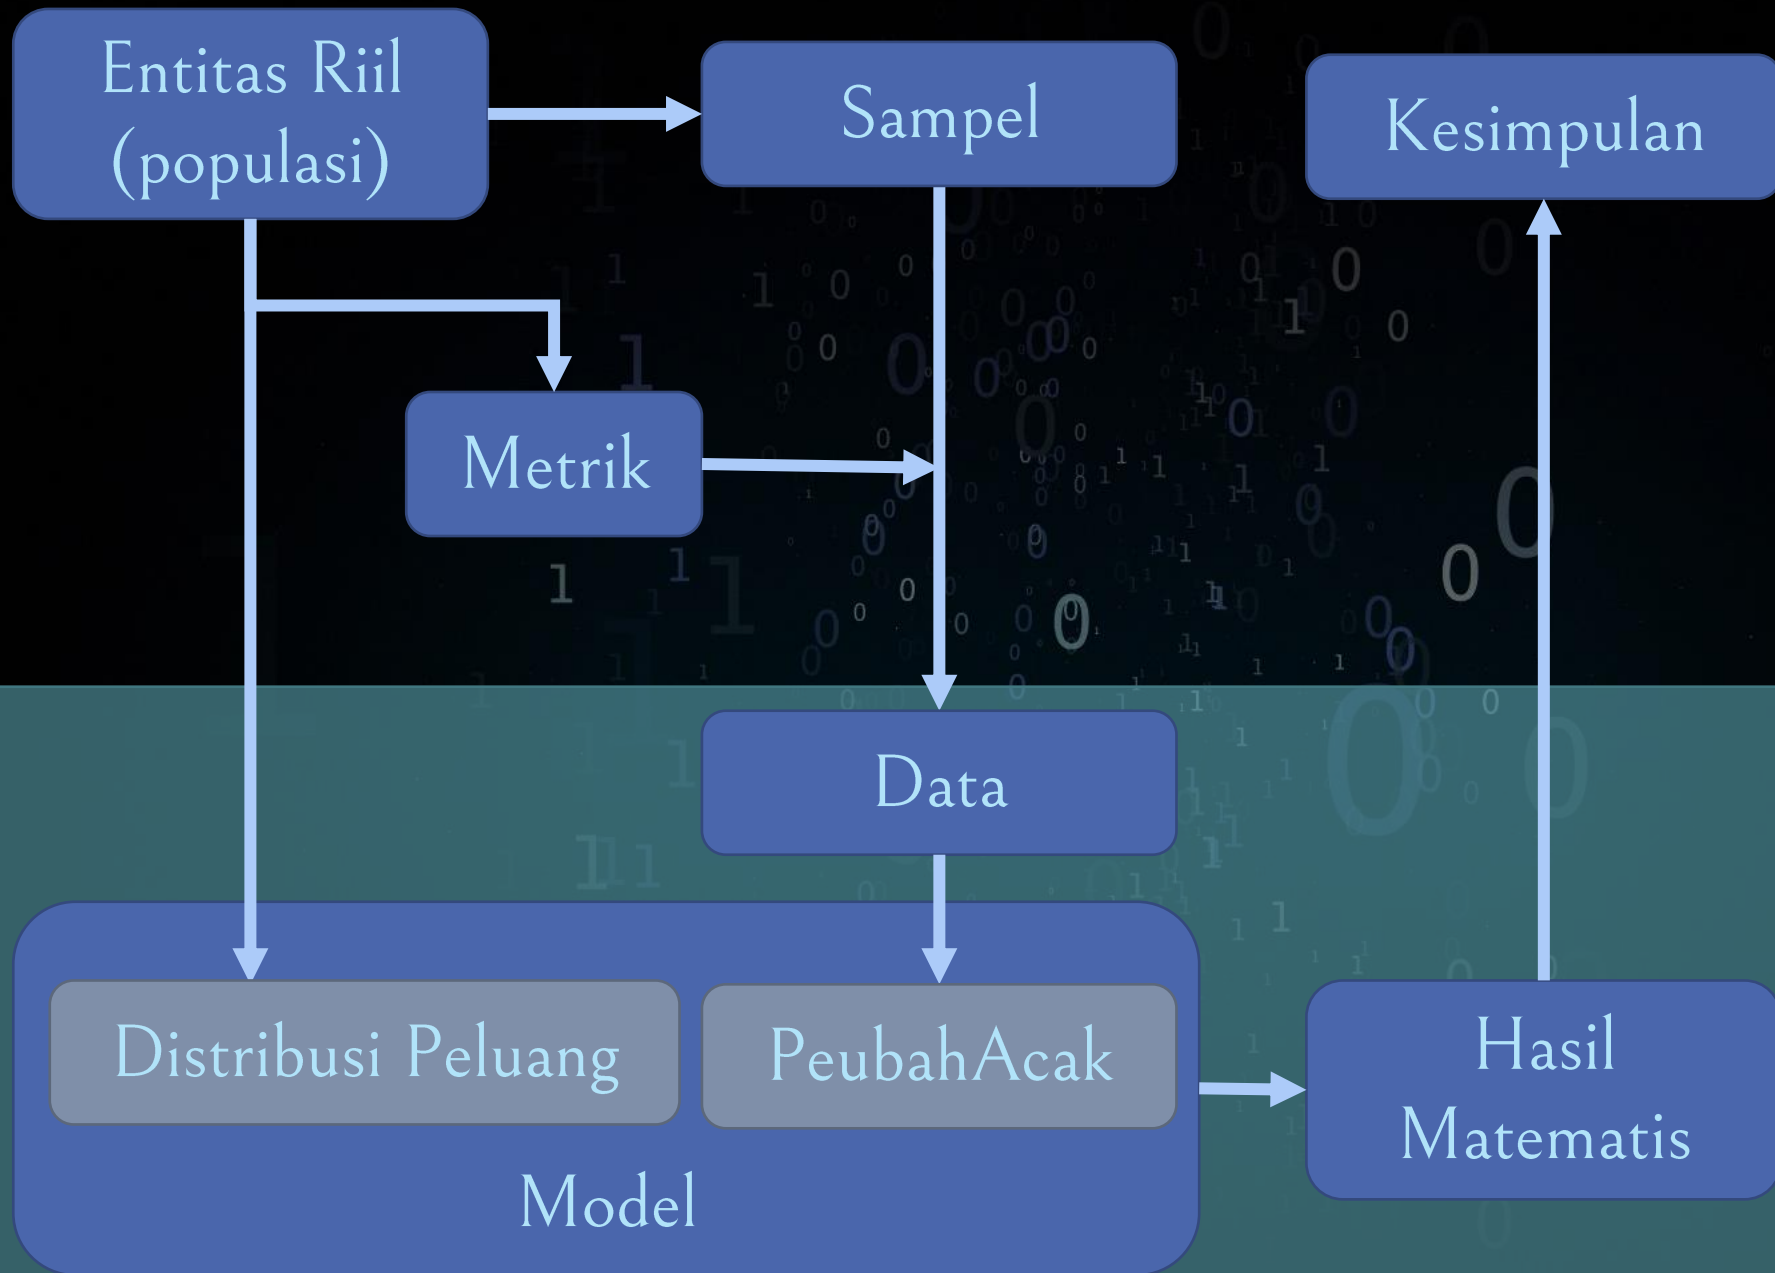 Entitas Riil
(populasi)
Sampel
Kesimpulan
Metrik
Data
Distribusi Peluang
PeubahAcak
Hasil
Matematis
Model